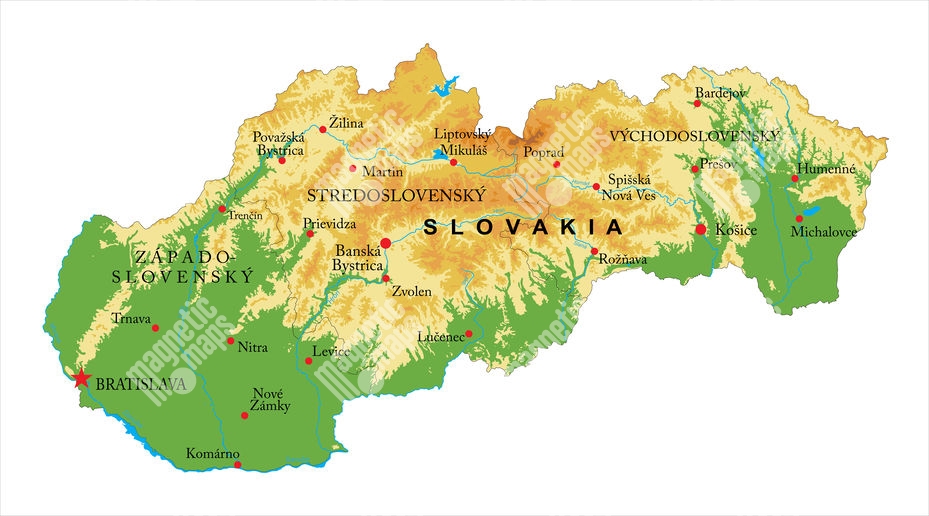 Bardejov
Žilina
Považská
Bystrica
Liptovský
Mikuláš
VÝCHODOSLOVENSKÝ
Poprad
Prešov
Humenné
Martin
Spišská
Nová Ves
STREDOSLOVENSKÝ
Trenčín
Prievidza
SLOVAKIA
Košice
Michalovce
Banská
Bystrica
ZÁPADO-
SLOVENSKÝ
Rožňava
Zvolen
Trnava
Nitra
Levice
Lučenec
BRATISLAVA
Nové
Zámky
Komárno
magnetic
maps
magnetic
maps
magnetic
maps
magnetic
maps